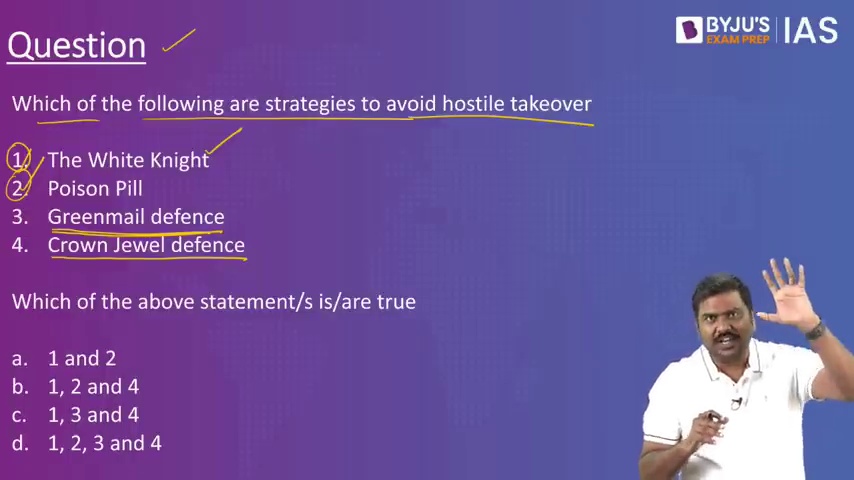 Question
BYJU'S
EXAM PREP
IAS
Which of the following are strategies to avoid hostile takeover
1. The White Knight
2. Poison Pill
3. Greenmail defence
4. Crown Jewel defence
Which of the above statement/s is/are true
a. 1 and 2
b. 1, 2 and 4
c. 1, 3 and 4
d. 1, 2, 3 and 4